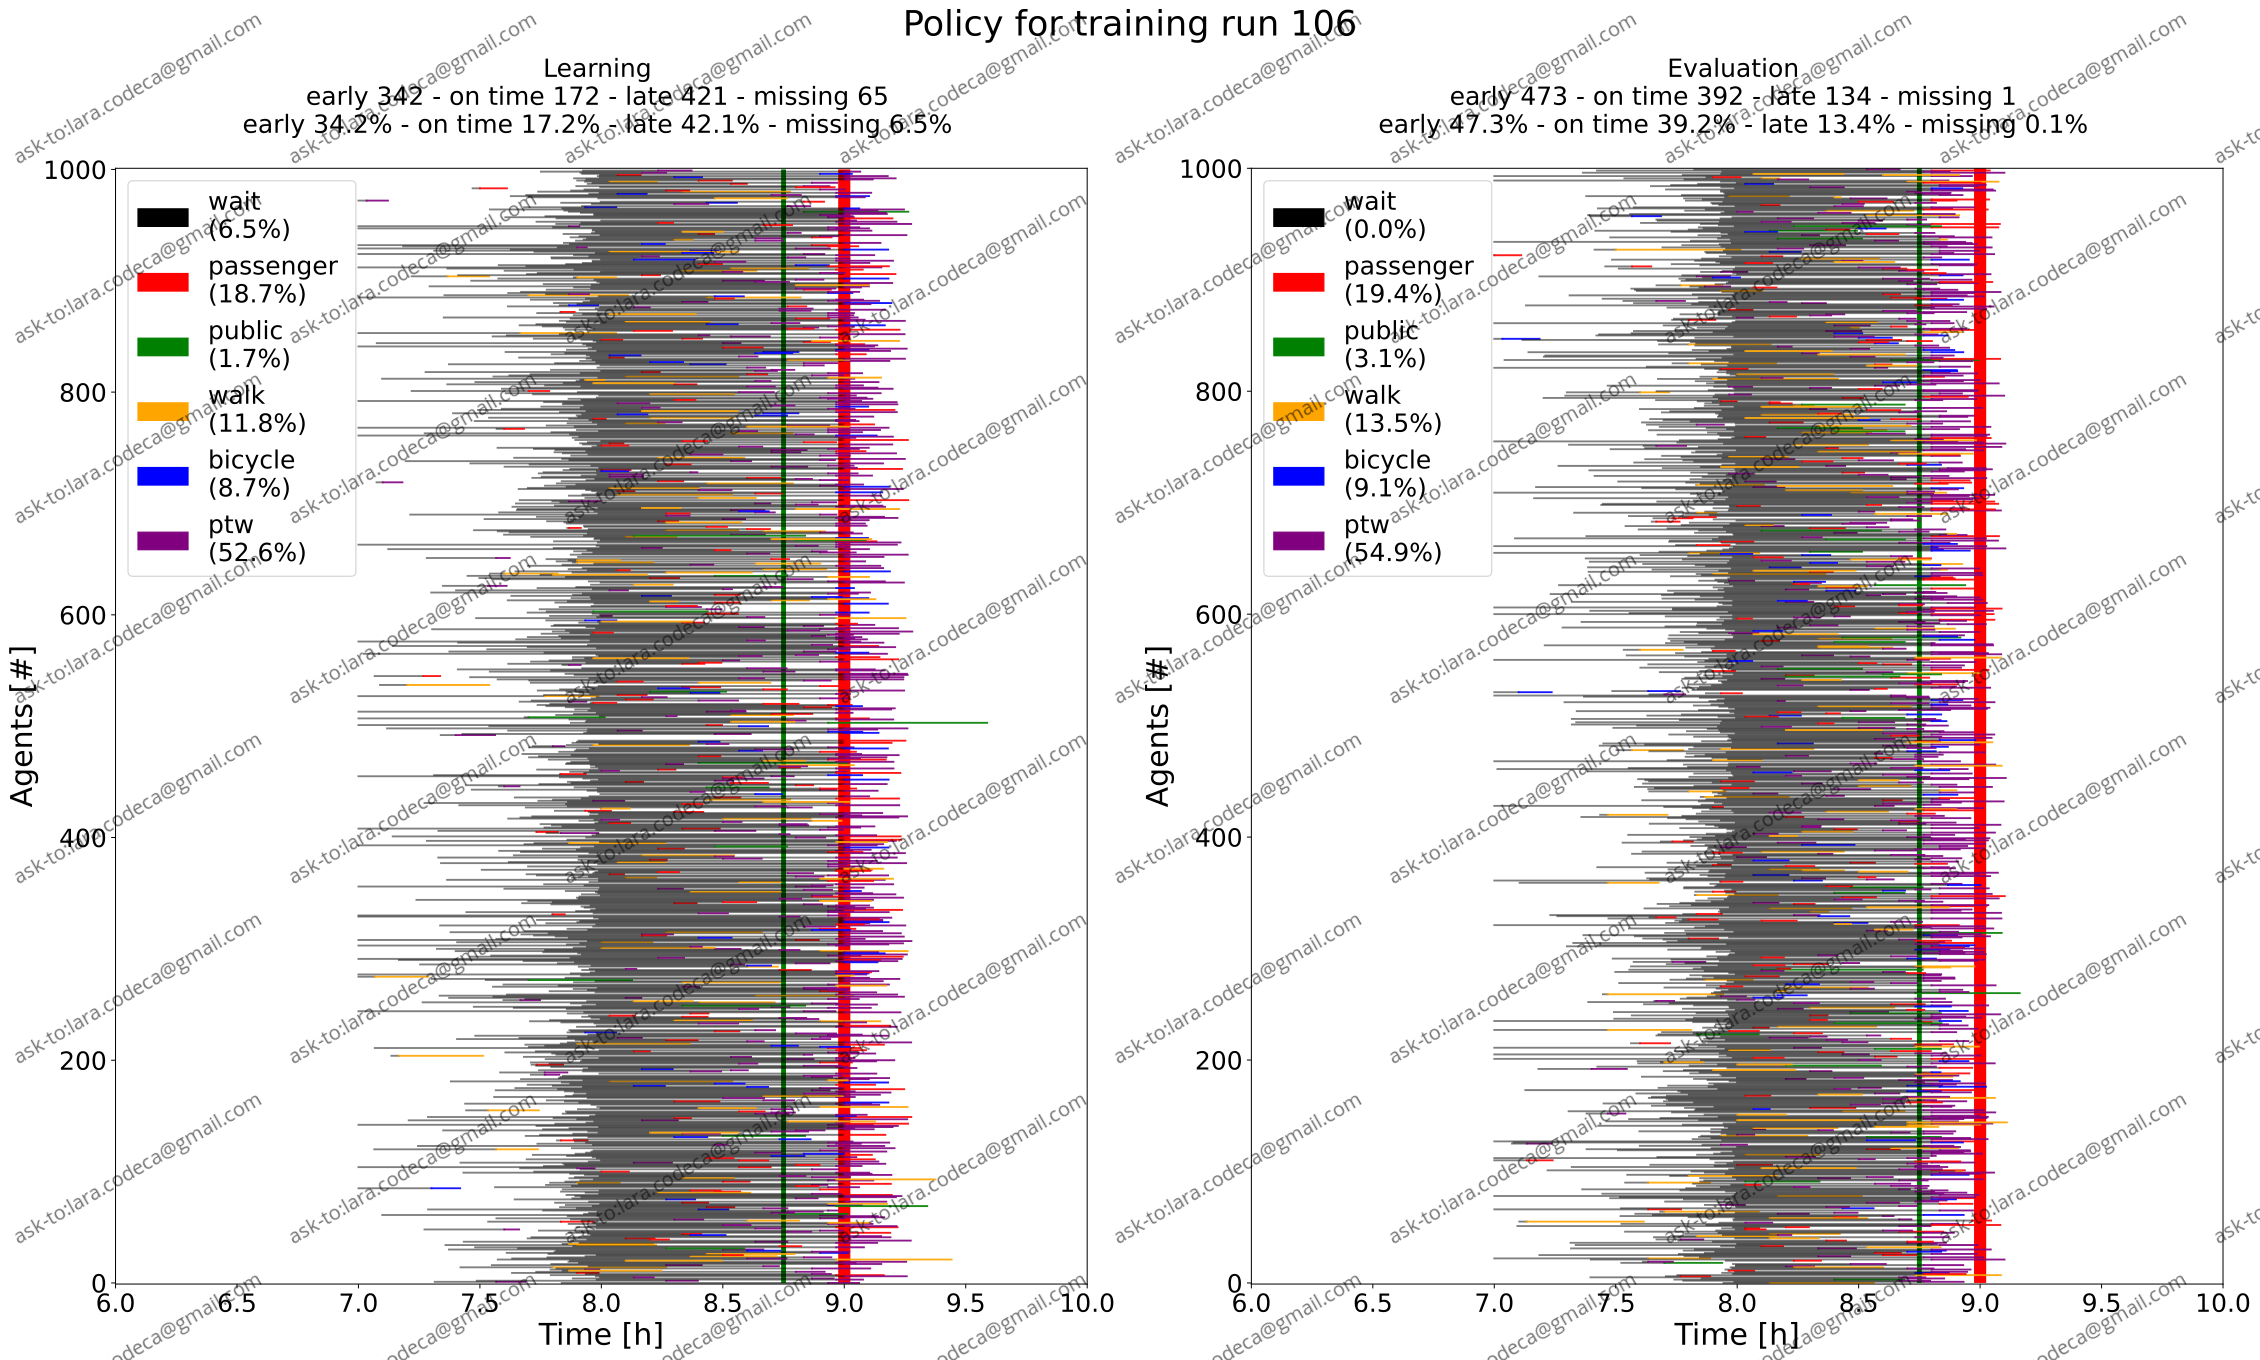 Policy for training run 106
Learning
early 342 - on time 172 - late 421 - missing 65
early 34.2% - on time 17.2% - late 42.1% - missing 6.5%
1000
800
600
400
200
0
Agents [#]
wait
(6.5%)
passenger
(18.7%)
public
(1.7%)
walk
(11.8%)
bicycle
(8.7%)
ptw
(52.6%)
6.0 6.5 7.0 7.5 8.0 8.5 9.0 9.5 10.0
Time [h]
Evaluation
early 473 - on time 392 - late 134 - missing 1
early 47.3% - on time 39.2% - late 13.4% - missing 0.1%
1000
800
600
400
200
0
Agents [#]
wait
(0.0%)
passenger
(19.4%)
public
(3.1%)
walk
(13.5%)
bicycle
(9.1%)
ptw
(54.9%)
6.0 6.5 7.0 7.5 8.0 8.5 9.0 9.5 10.0
Time [h]
ask-to:lara.codeca@gmail.com